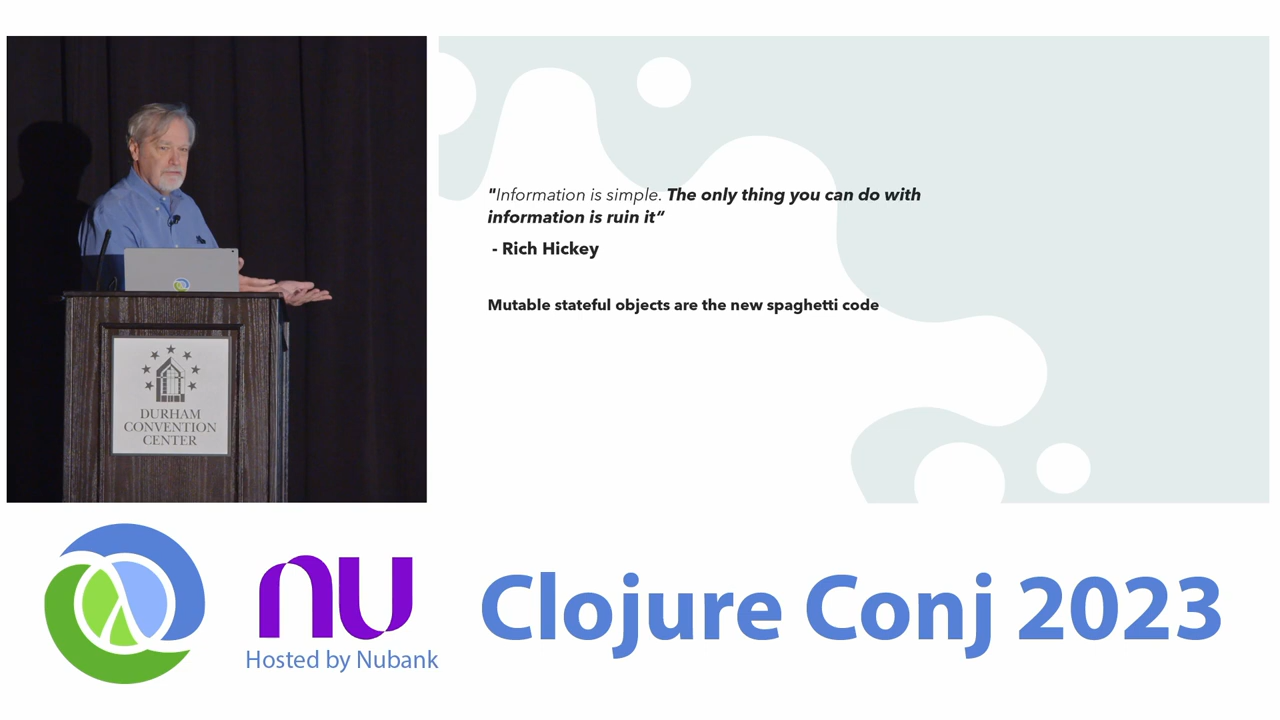 "Information is simple. The only thing you can do with
information is ruin it“
- Rich Hickey
Mutable stateful objects are the new spaghetti code
DURHAM
CONVENTION
CENTER
nu
Hosted by Nubank
Clojure Conj 2023